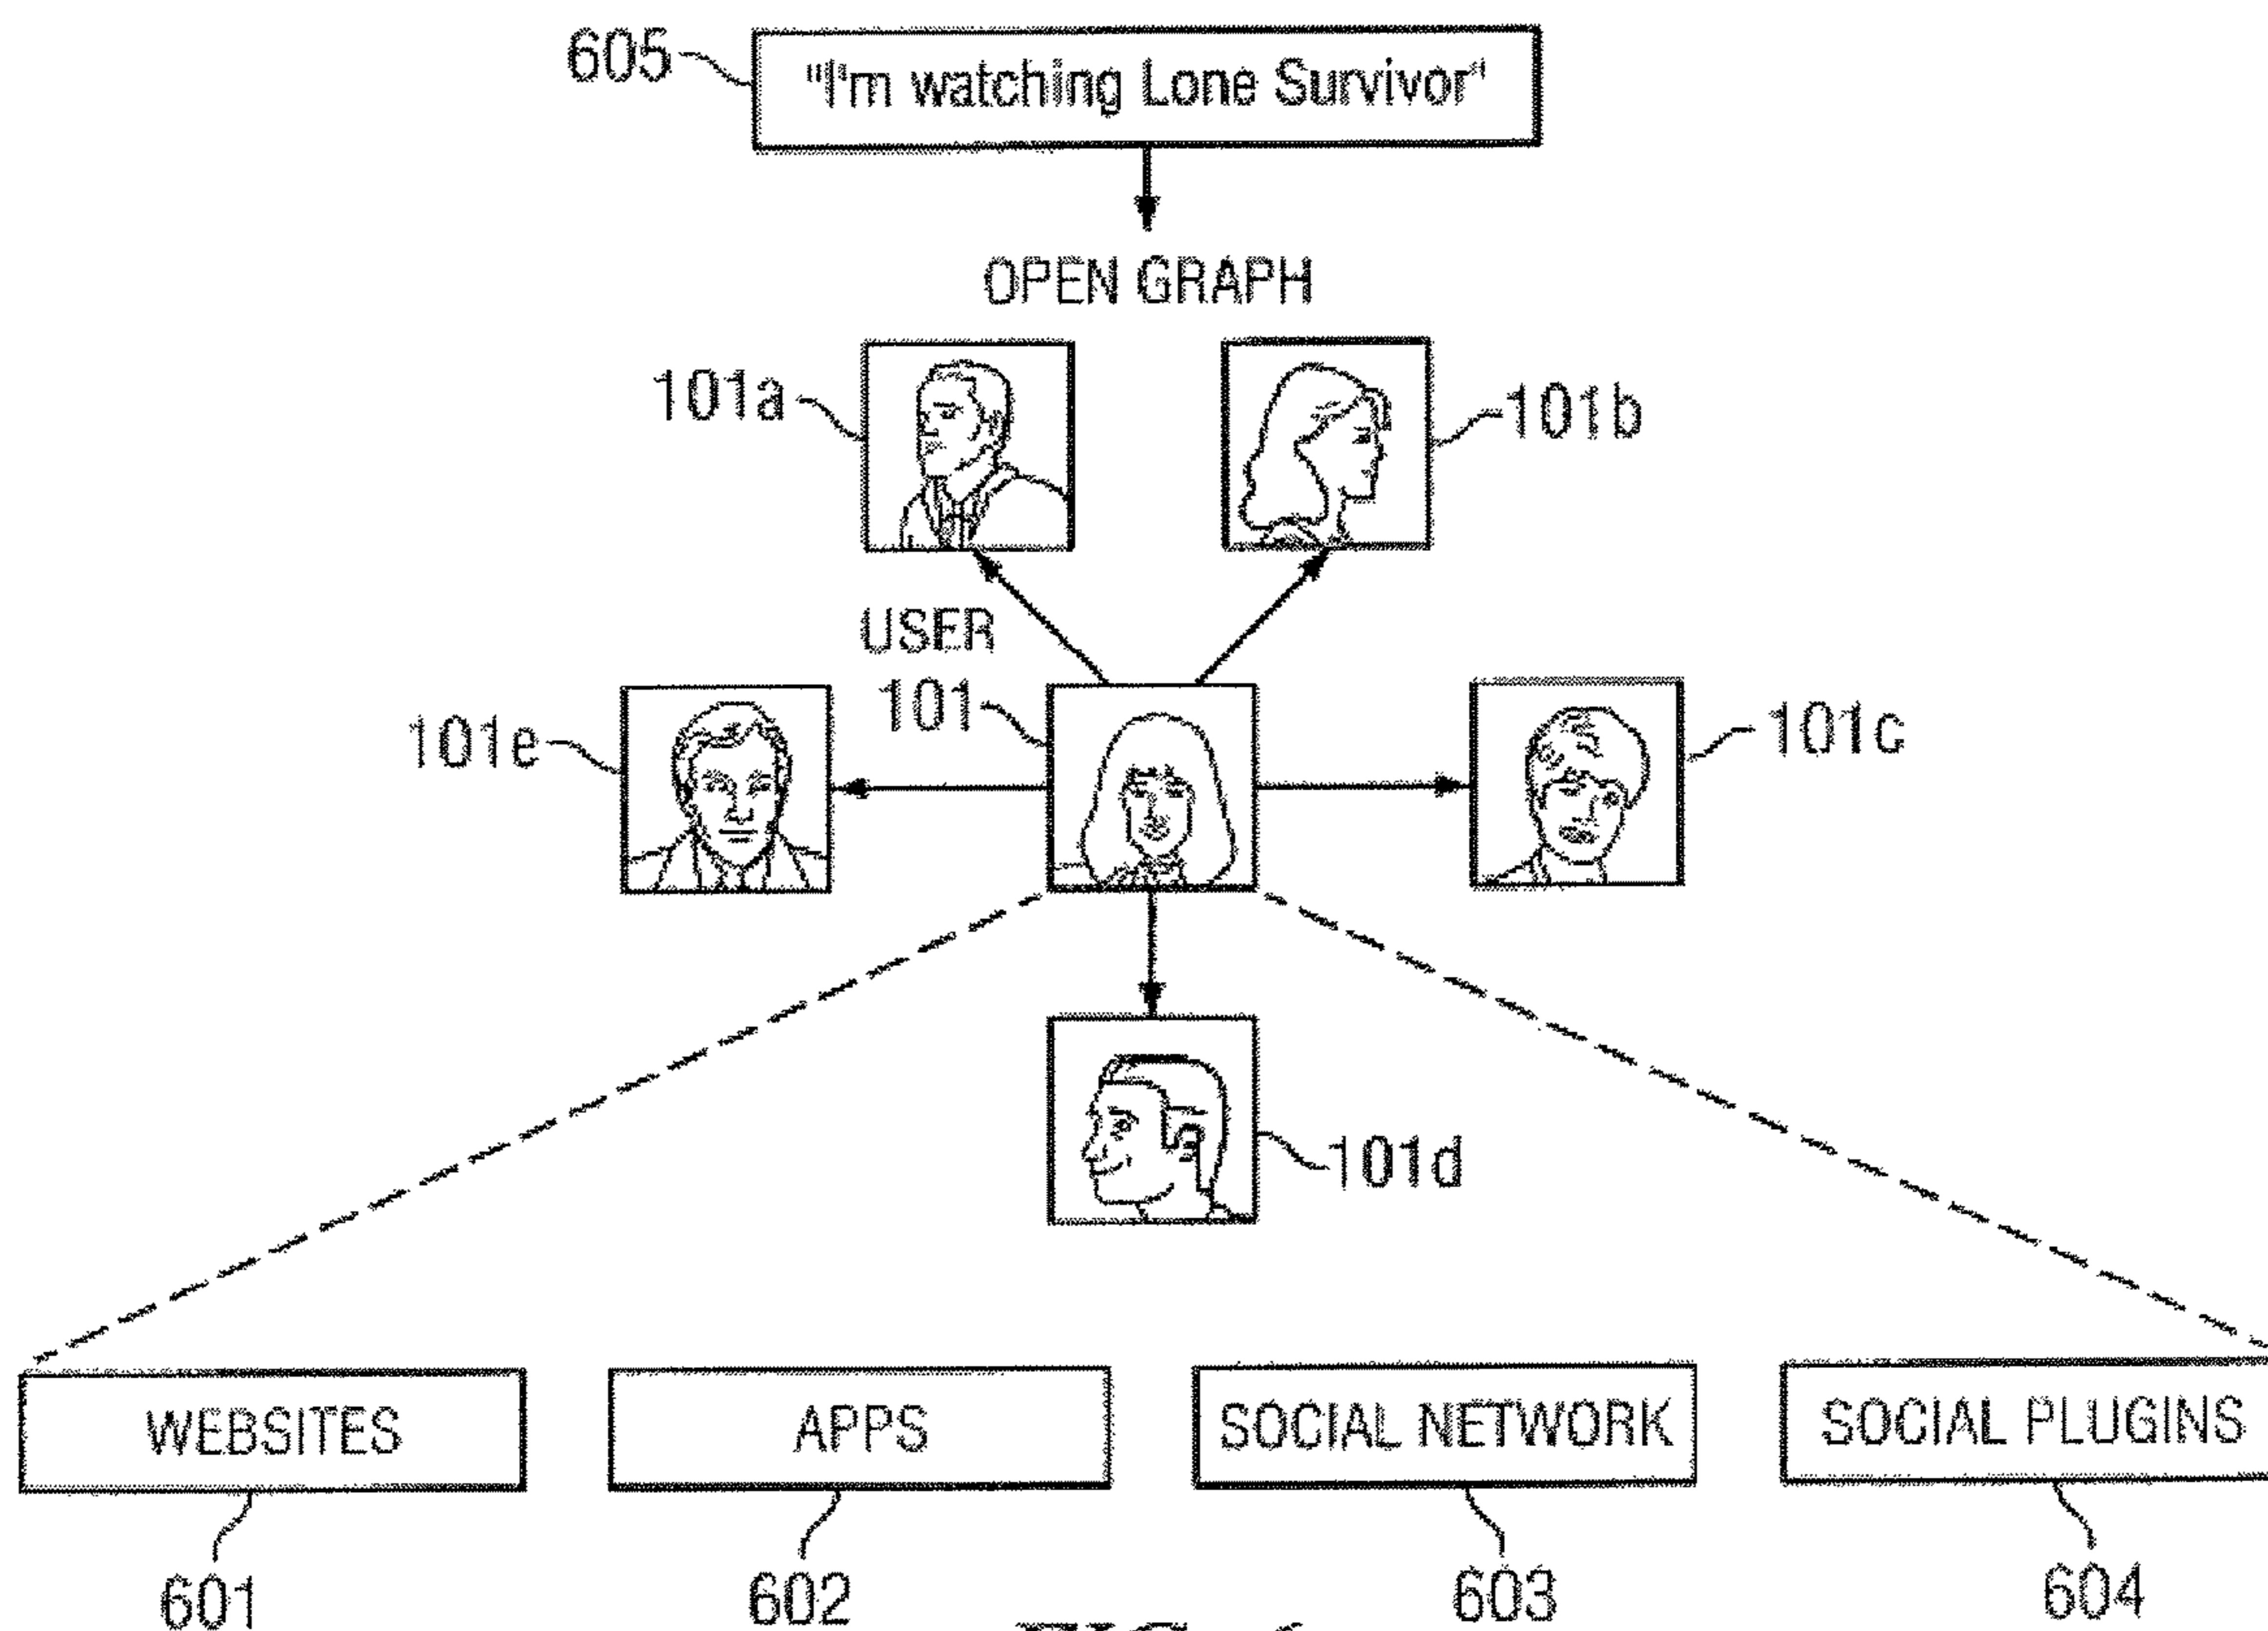 605
"I'm watching Lone Survivor"
OPEN GRAPH
101a
101b
USER
101
101e
101c
101d
WEBSITES
APPS
SOCIAL NETWORK
SOCIAL PLUGINS
601
602
603
604